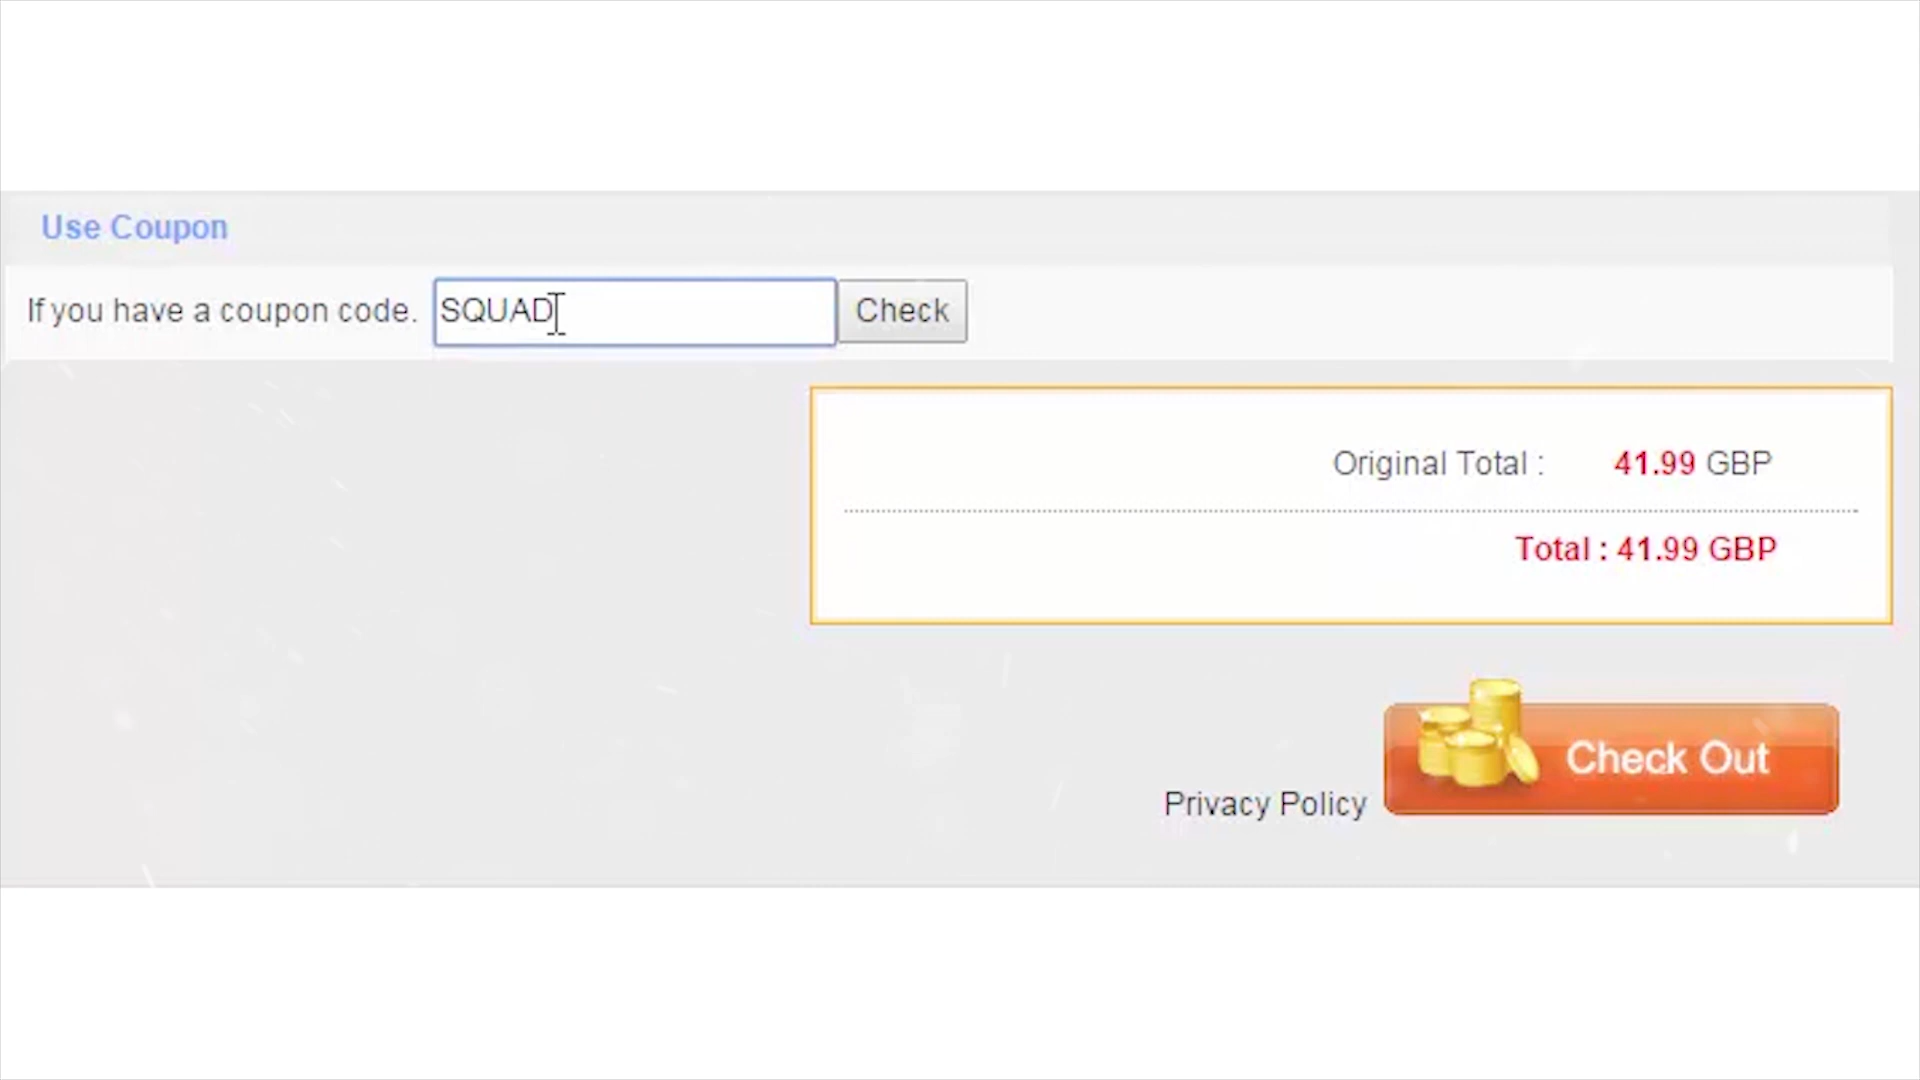 Use Coupon
If you have a coupon code. SQUAD Check
Original Total : 41.99 GBP
Total : 41.99 GBP
Check Out
Privacy Policy